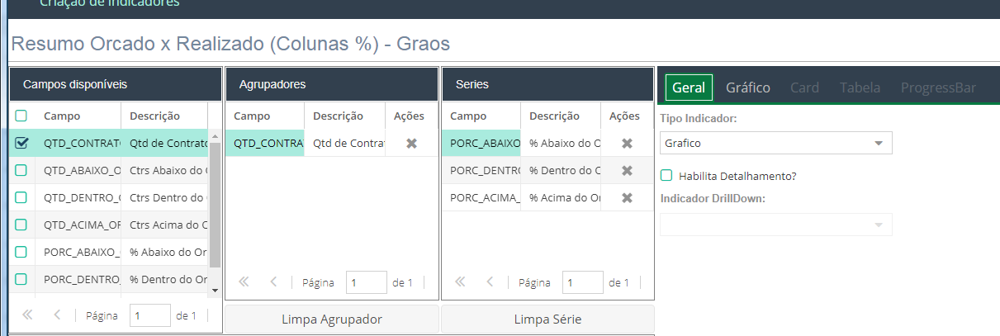 Criação de Indicadores
Resumo Orcado x Realizado (Colunas %) - Graos
Campos disponíveis
Campo Descrição
QTD_CONTRAT Qtd de Contrato
QTD_ABAIXO_O Ctrs Abaixo do
QTD_DENTRO_ Ctrs Dentro do
QTD_ACIMA_OR Ctrs Acima do O
PORC_ABAIXO_ % Abaixo do Or
PORC_DENTRO_ % Dentro do Or
Página 1 de 1
Agrupadores
Campo Descrição Ações
QTD_CONTRA Qtd de Contra
Página 1 de 1
Limpa Agrupador
Series
Campo Descrição Ações
PORC_ABAIXO % Abaixo do O
PORC_DENTRO % Dentro do O
PORC_ACIMA_ % Acima do Or
Página 1 de 1
Limpa Série
Geral Gráfico Card Tabela ProgressBar
Tipo Indicador:
Grafico
Habilita Detalhamento?
Indicador DrillDown: